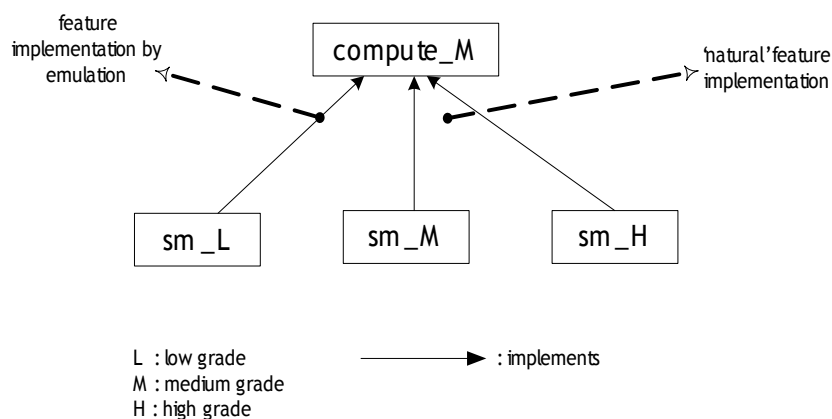 feature
implementation by
emulation
compute_M
'natural' feature
implementation
sm_L
sm_M
sm_H
L : low grade
M : medium grade
H : high grade
: implements